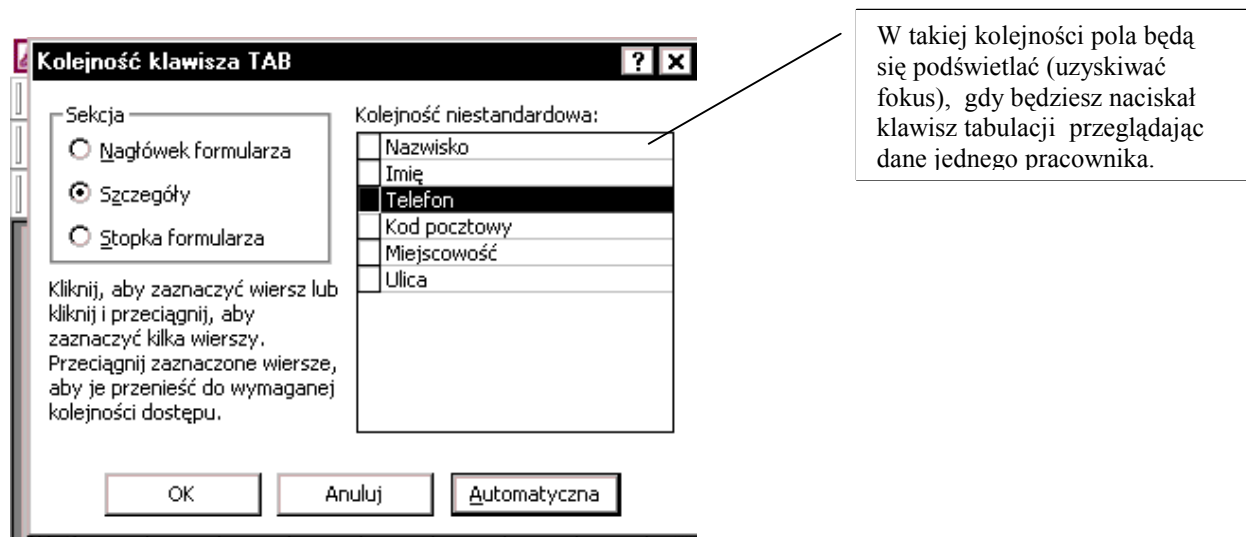 Kolejność klawisza TAB
Sekcja
Nagłówek formularza
Szczegóły
Stopka formularza
Kliknij, aby zaznaczyć wiersz lub
kliknij i przeciągnij, aby
zaznaczyć kilka wierszy.
Przeciągnij zaznaczone wiersze,
aby je przenieść do wymaganej
kolejności dostępu.
Kolejność niestandardowa:
Nazwisko
Imię
Telefon
Kod pocztowy
Miejscowość
Ulica
OK
Anuluj
Automatyczna
W takiej kolejności pola będą
się podświetlać (uzyskiwać
fokus), gdy będziesz naciskał
klawisz tabulacji przeglądając
dane jednego pracownika.